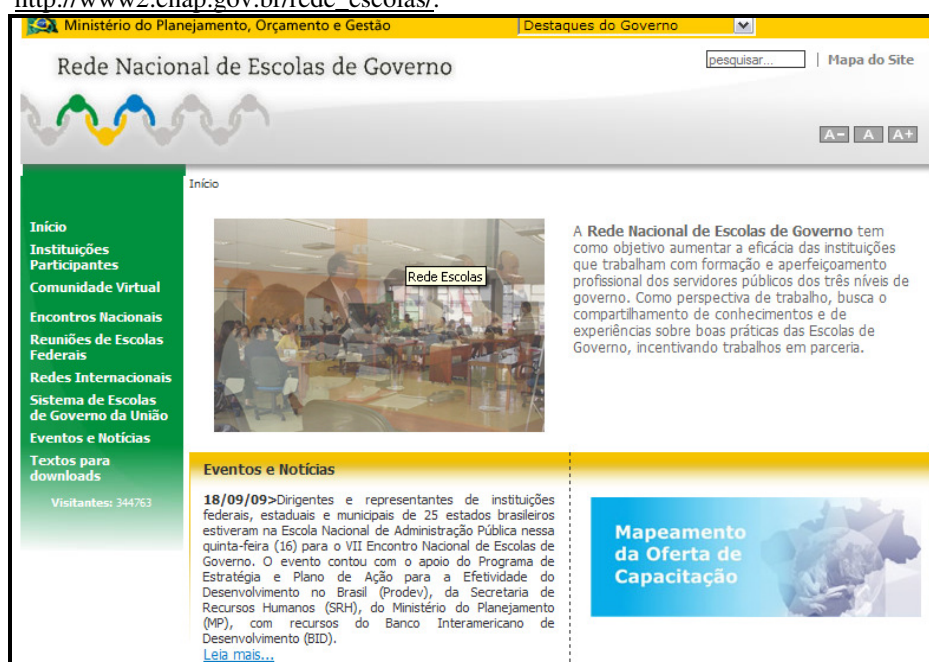 http://www2.enap.gov.br/rede_escolas/.
Ministério do Planejamento, Orçamento e Gestão
Destaques do Governo
Rede Nacional de Escolas de Governo
pesquisar...
| Mapa do Site
A- A A+
Início
Início
Instituições
Participantes
Comunidade Virtual
Encontros Nacionais
Reuniões de Escolas
Federais
Redes Internacionais
Sistema de Escolas
de Governo da União
Eventos e Notícias
Textos para
downloads
Visitantes: 344763
Rede Escolas
A Rede Nacional de Escolas de Governo tem
como objetivo aumentar a eficácia das instituições
que trabalham com formação e aperfeiçoamento
profissional dos servidores públicos dos três níveis de
governo. Como perspectiva de trabalho, busca o
compartilhamento de conhecimentos e de
experiências sobre boas práticas das Escolas de
Governo, incentivando trabalhos em parceria.
Eventos e Notícias
18/09/09>Dirigentes e representantes de instituições
federais, estaduais e municipais de 25 estados brasileiros
estiveram na Escola Nacional de Administração Pública nessa
quinta-feira (16) para o VII Encontro Nacional de Escolas de
Governo. O evento contou com o apoio do Programa de
Estratégia e Plano de Ação para a Efetividade do
Desenvolvimento no Brasil (Prodev), da Secretaria de
Recursos Humanos (SRH), do Ministério do Planejamento
(MP), com recursos do Banco Interamericano de
Desenvolvimento (BID).
Leia mais...
Mapeamento
da Oferta de
Capacitação